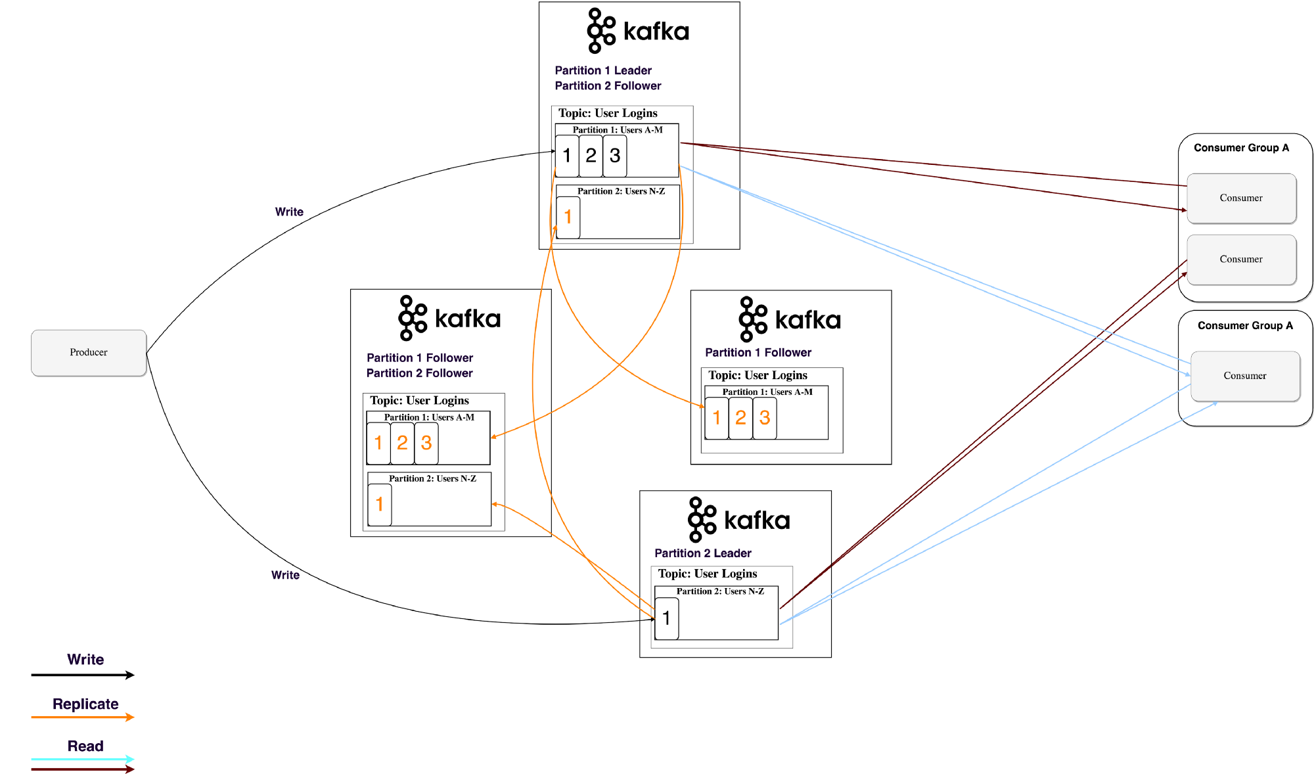 kafka
Partition 1 Leader
Partition 2 Follower
Topic: User Logins
Partition 1: Users A-M
1 2 3
Partition 2: Users N-Z
1
Write
Consumer Group A
Consumer
Consumer
kafka
Partition 1 Follower
Partition 2 Follower
Topic: User Logins
Partition 1: Users A-M
1 2 3
Partition 2: Users N-Z
1
kafka
Partition 1 Follower
Topic: User Logins
Partition 1: Users A-M
1 2 3
Consumer Group A
Consumer
Producer
kafka
Partition 2 Leader
Topic: User Logins
Partition 2: Users N-Z
1
Write
Write
Replicate
Read